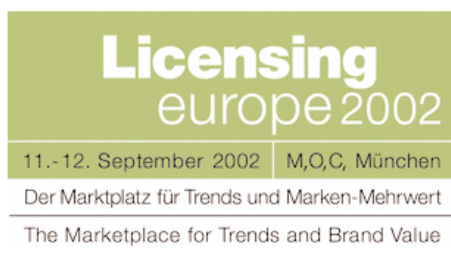 Licensing
europe 2002
11.-12. September 2002 M,O,C, München
Der Marktplatz für Trends und Marken-Mehrwert
The Marketplace for Trends and Brand Value